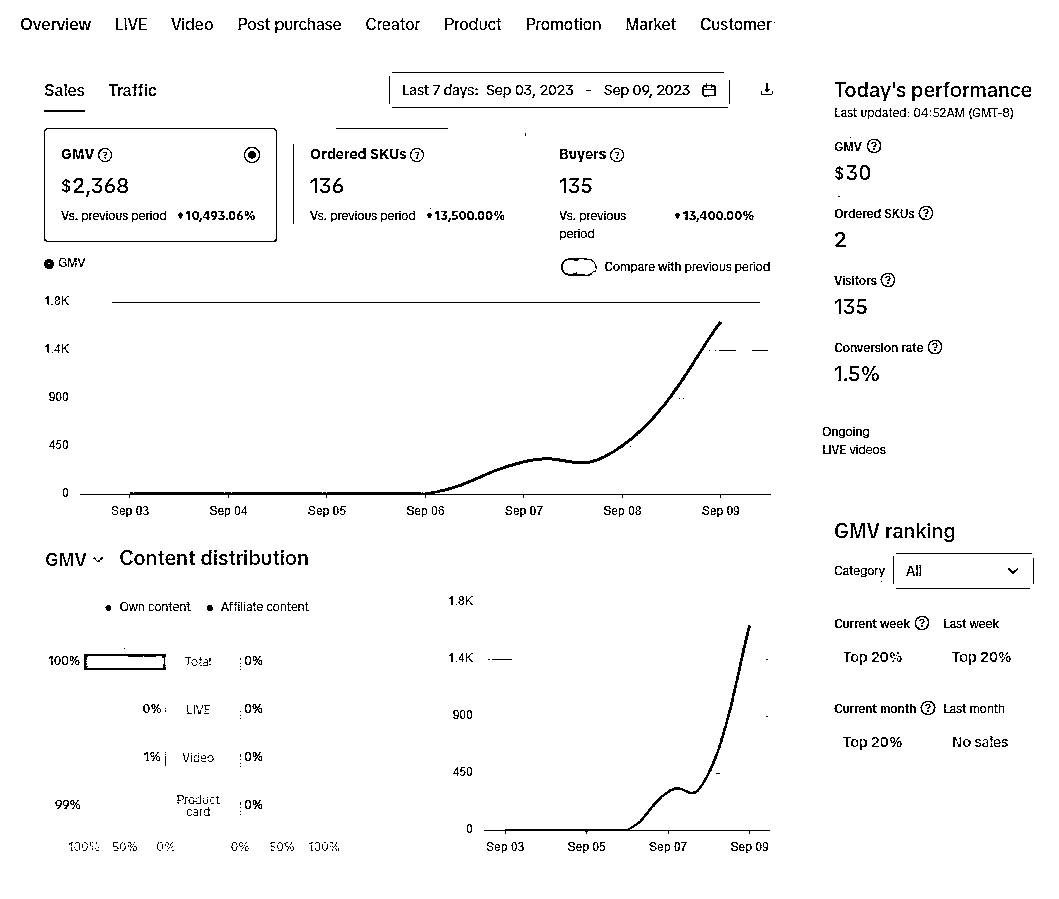 Overview LIVE Video Post purchase Creator Product Promotion Market Customer
Sales Traffic
Last 7 days: Sep 03, 2023 - Sep 09, 2023
GMV
$2,368
Vs. previous period +10,493.06%
Ordered SKUs
136
Vs. previous period +13,500.00%
Buyers
135
Vs. previous period +13,400.00%
GMV
Compare with previous period
1.8K
1.4K
900
450
0
Sep 03 Sep 04 Sep 05 Sep 06 Sep 07 Sep 08 Sep 09
GMV Content distribution
Own content Affiliate content
100% Total 0%
0% LIVE 0%
1% Video 0%
99% Product card 0%
100% 50% 0% 0% 50% 100%
1.8K
1.4K
900
450
0
Sep 03 Sep 05 Sep 07 Sep 09
Today's performance
Last updated: 04:52AM (GMT-8)
GMV
$30
Ordered SKUs
2
Visitors
135
Conversion rate
1.5%
Ongoing
LIVE videos
GMV ranking
Category All
Current week Last week
Top 20% Top 20%
Current month Last month
Top 20% No sales